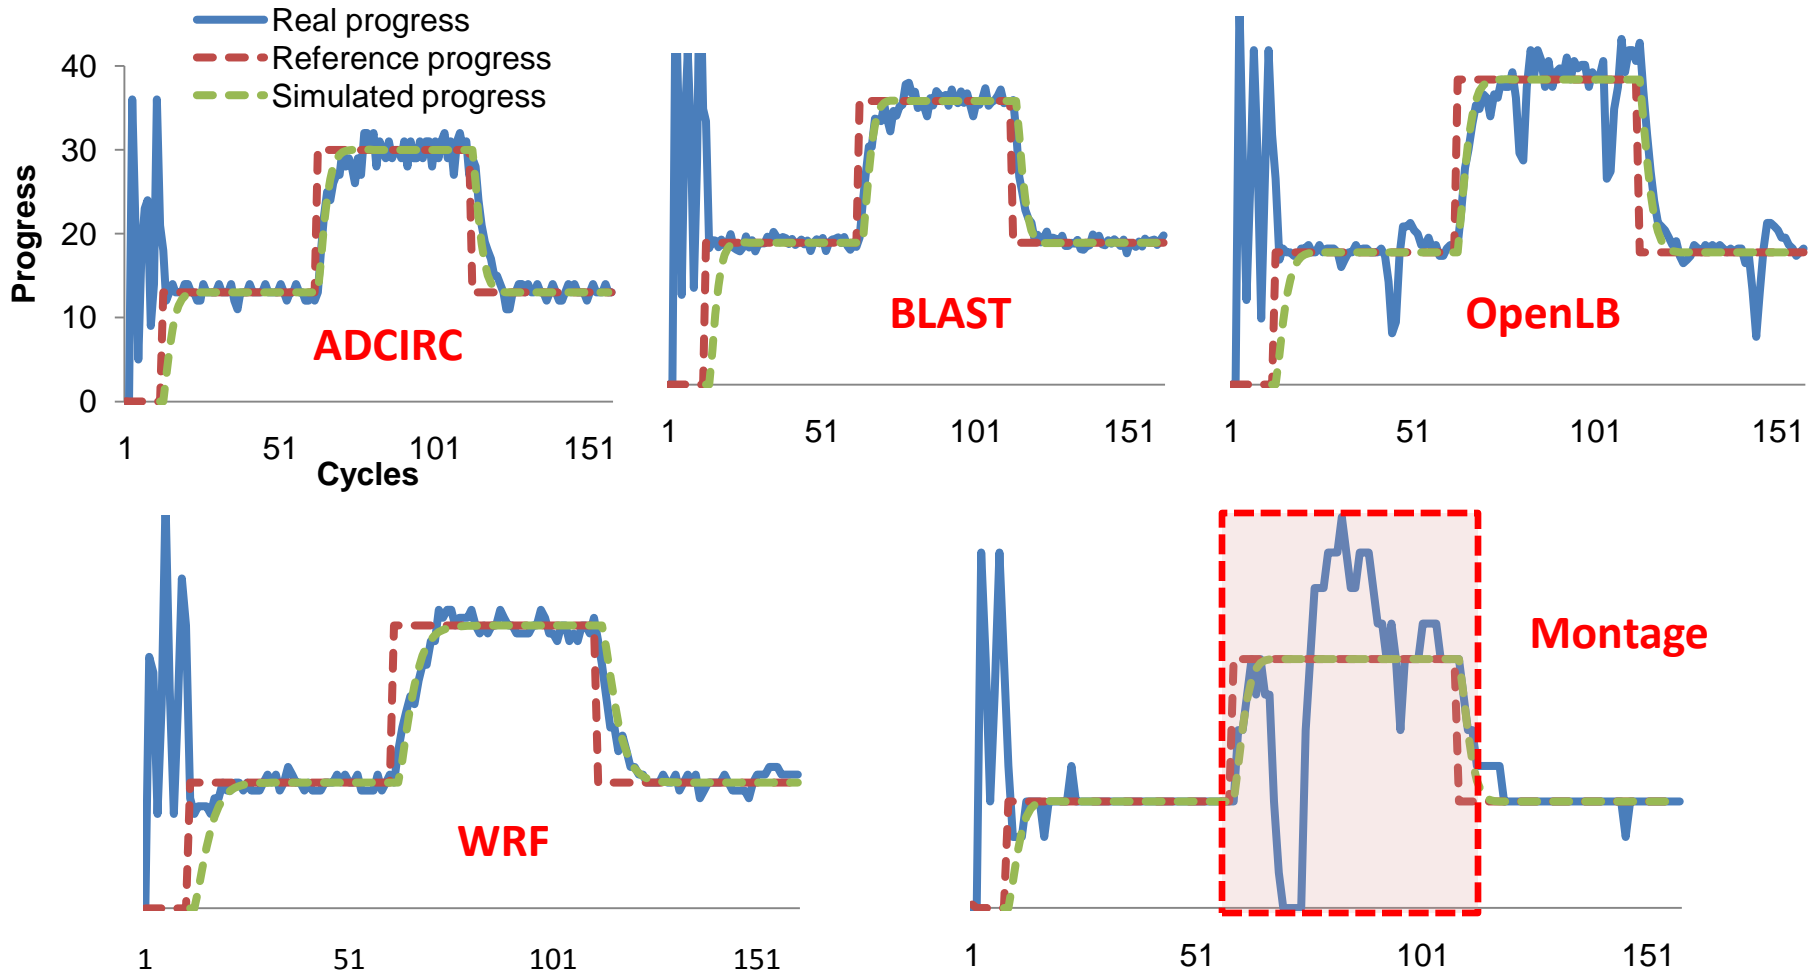 Real progress
Reference progress
Simulated progress
40
30
20
10
0
Progress
ADCIRC
1 51 101 151
Cycles
BLAST
1 51 101 151
OpenLB
1 51 101 151
WRF
1 51 101 151
Montage
1 51 101 151